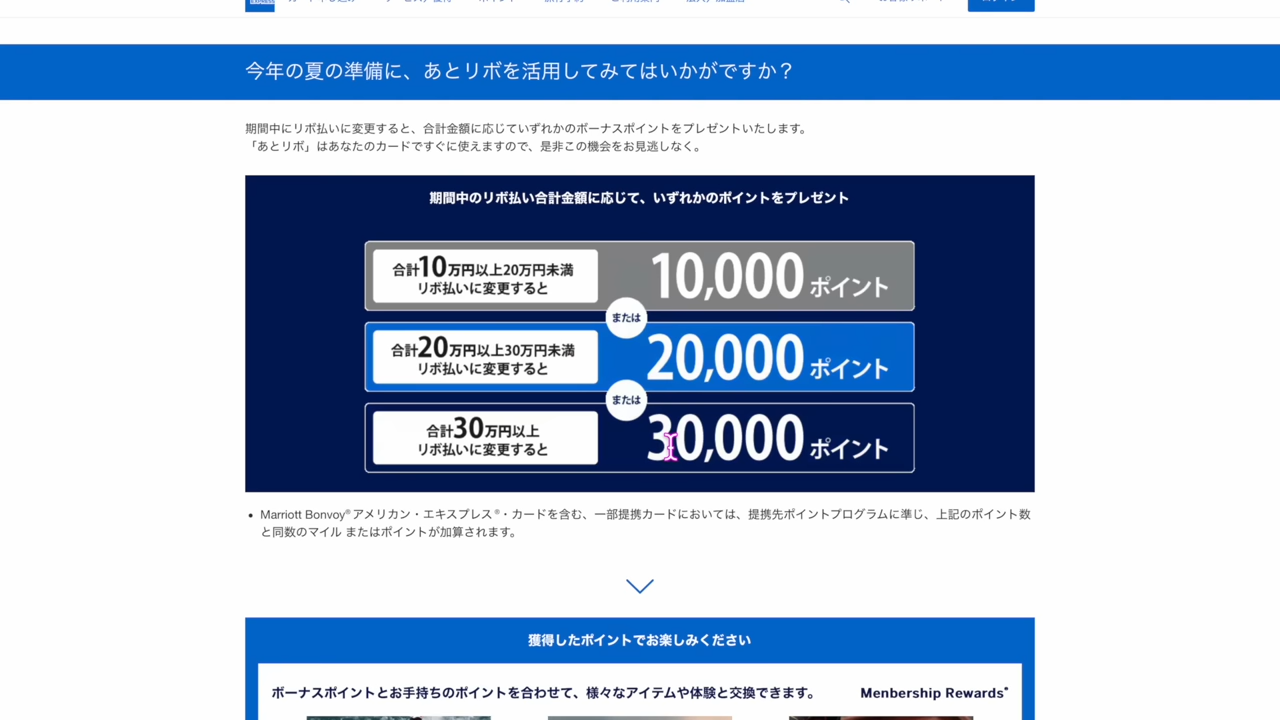 今年の夏の準備に、あとリボを活用してみてはいかがですか？
期間中にリボ払いに変更すると、合計金額に応じていずれかのボーナスポイントをプレゼントいたします。
「あとリボ」はあなたのカードですぐに使えますので、是非この機会をお見逃しなく。
期間中のリボ払い合計金額に応じて、いずれかのポイントをプレゼント
合計10万円以上20万円未満
リボ払いに変更すると
10,000 ポイント
または
合計20万円以上30万円未満
リボ払いに変更すると
20,000 ポイント
または
合計30万円以上
リボ払いに変更すると
30,000 ポイント
• Marriott Bonvoy®アメリカン・エキスプレス®・カードを含む、一部提携カードにおいては、提携先ポイントプログラムに準じ、上記のポイント数
と同数のマイル またはポイントが加算されます。
獲得したポイントでお楽しみください
ボーナスポイントとお手持ちのポイントを合わせて、様々なアイテムや体験と交換できます。
Menbership Rewards®